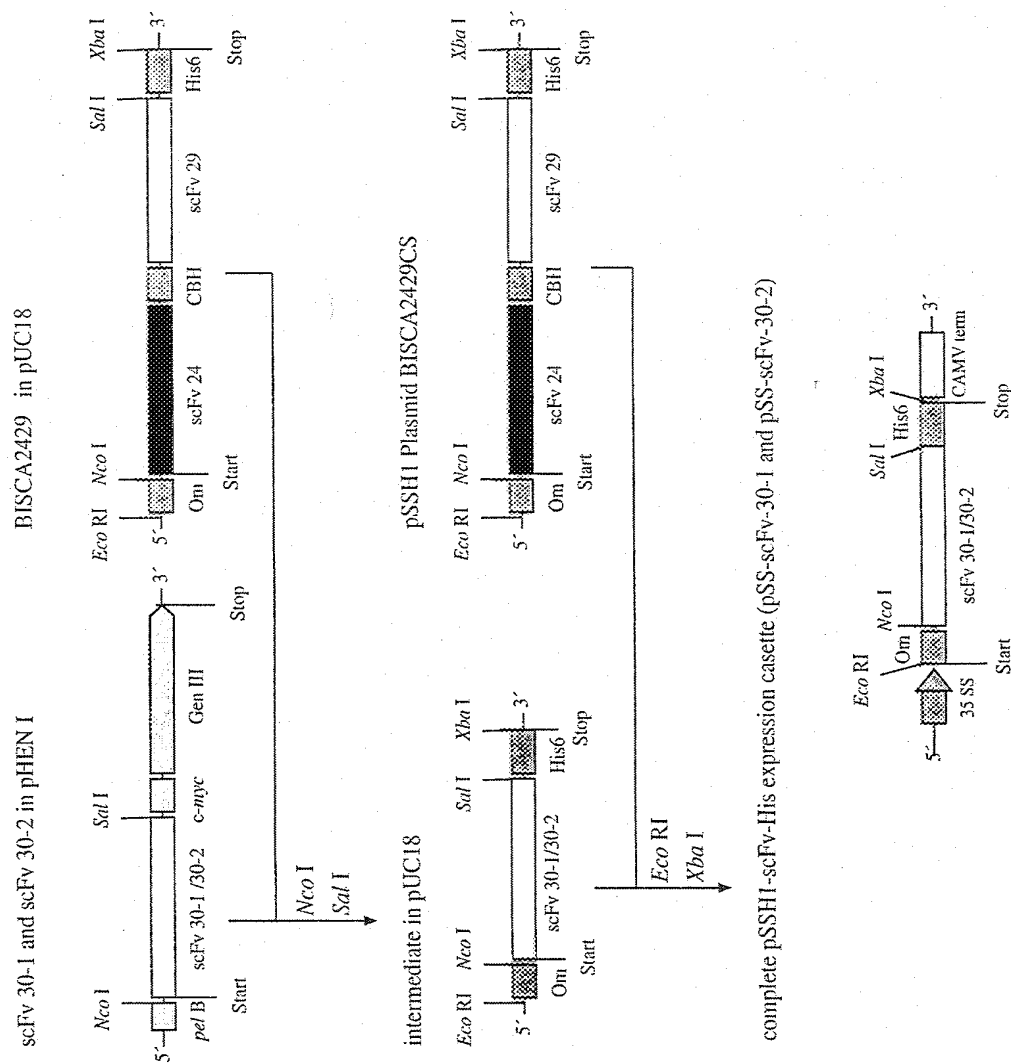 scFv 30-1 and scFv 30-2 in pHEN I
BISCA2429 in pUC18
Nco I
Sal I
5´
3´
pel B
scFv 30-1 /30-2
c-myc
Gen III
Start
Stop
Eco RI
Nco I
Sal I
Xba I
5´
3´
Om
scFv 24
CBH
scFv 29
His6
Start
Stop
Nco I
Sal I
intermediate in pUC18
pSSH1 Plasmid BISCA2429CS
Eco RI
Nco I
Sal I
Xba I
5´
3´
Om
scFv 30-1/30-2
His6
Start
Stop
Eco RI
Nco I
Sal I
Xba I
5´
3´
Om
scFv 24
CBH
scFv 29
His6
Start
Stop
Eco RI
Xba I
complete pSSH1-scFv-His expression casette (pSS-scFv-30-1 and pSS-scFv-30-2)
Eco RI
Om
Nco I
Sal I
His6
Xba I
5´
3´
35 SS
scFv 30-1/30-2
CAMV term
Start
Stop